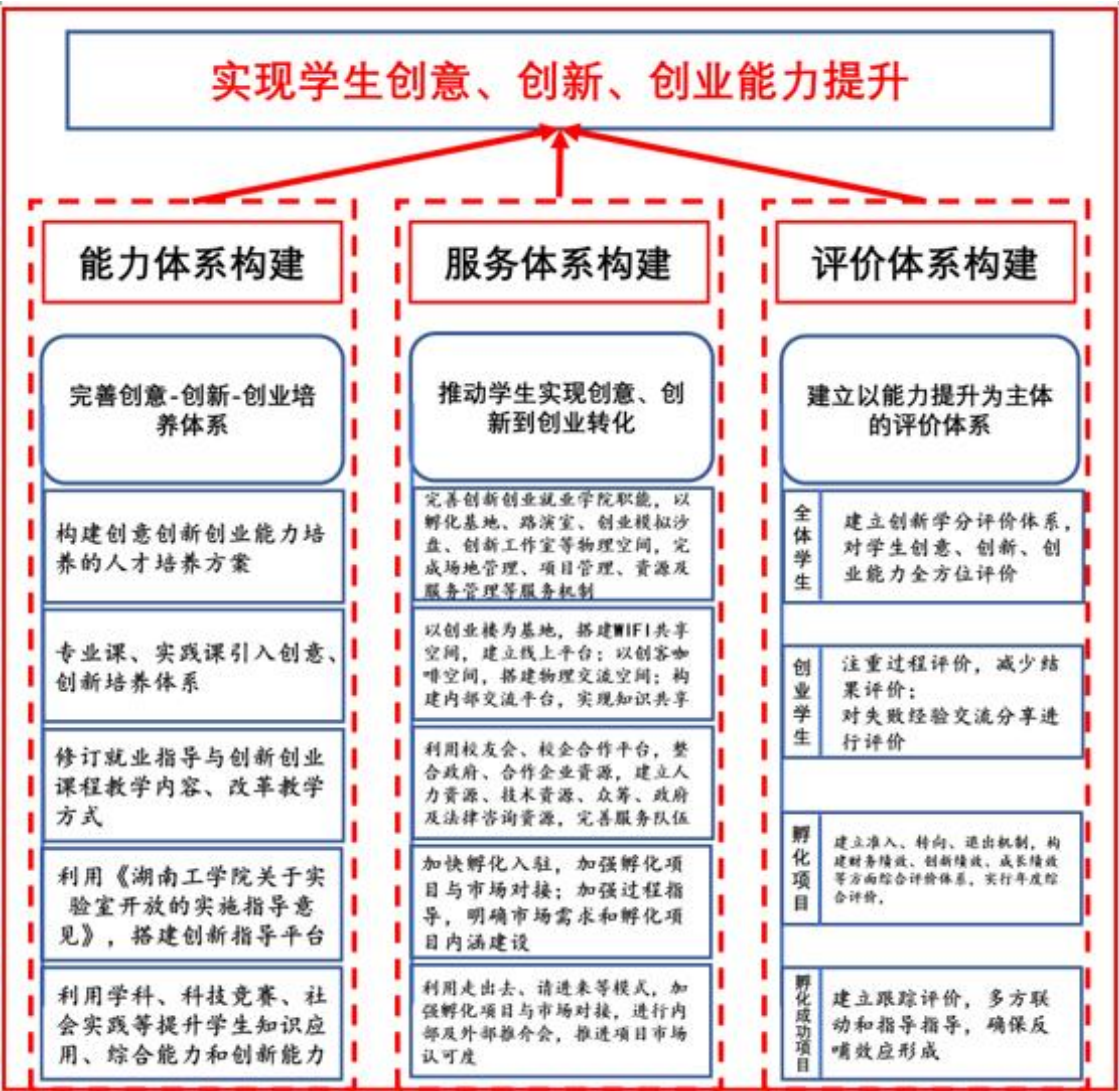 实现学生创意、创新、创业能力提升
能力体系构建
完善创意-创新-创业培
养体系
构建创意创新创业能力培
养的人才培养方案
专业课、实践课引入创意、
创新培养体系
修订就业指导与创新创业
课程教学内容、改革教学
方式
利用《湖南工学院关于实
验室开放的实施指导意
见》，搭建创新指导平台
利用学科、科技竞赛、社
会实践等提升学生知识应
用、综合能力和创新能力
服务体系构建
推动学生实现创意、创
新到创业转化
完善创新创业就业学院职能，以
孵化基地、路演室、创业模拟沙
盘、创新工作室等物理空间，完
成场地管理、项目管理、资源及
服务管理等服务机制
以创业楼为基地，搭建WIFI共享
空间，建立线上平台；以创客咖
啡空间，搭建物理交流空间；构
建内部交流平台，实现知识共享
利用校友会、校企合作平台，整
合政府、合作企业资源，建立人
力资源、技术资源、众筹、政府
及法律咨询资源，完善服务队伍
加快孵化入驻，加强孵化项
目与市场对接；加强过程指
导，明确市场需求和孵化项
目内涵建设
利用走出去、请进来等模式，加
强孵化项目与市场对接，进行内
部及外部推介会，推进项目市场
认可度
评价体系构建
建立以能力提升为主体
的评价体系
全体学生
建立创新学分评价体系，
对学生创意、创新、创
业能力全方位评价
创业学生
注重过程评价，减少结
果评价；
对失败经验交流分享进
行评价
孵化项目
建立准入、转向、退出机制，构
建财务绩效、创新绩效、成长绩效
等方面综合评价体系，实行年度综
合评价，
孵化成功项目
建立跟踪评价，多方联
动和指导指导，确保反
哺效应形成